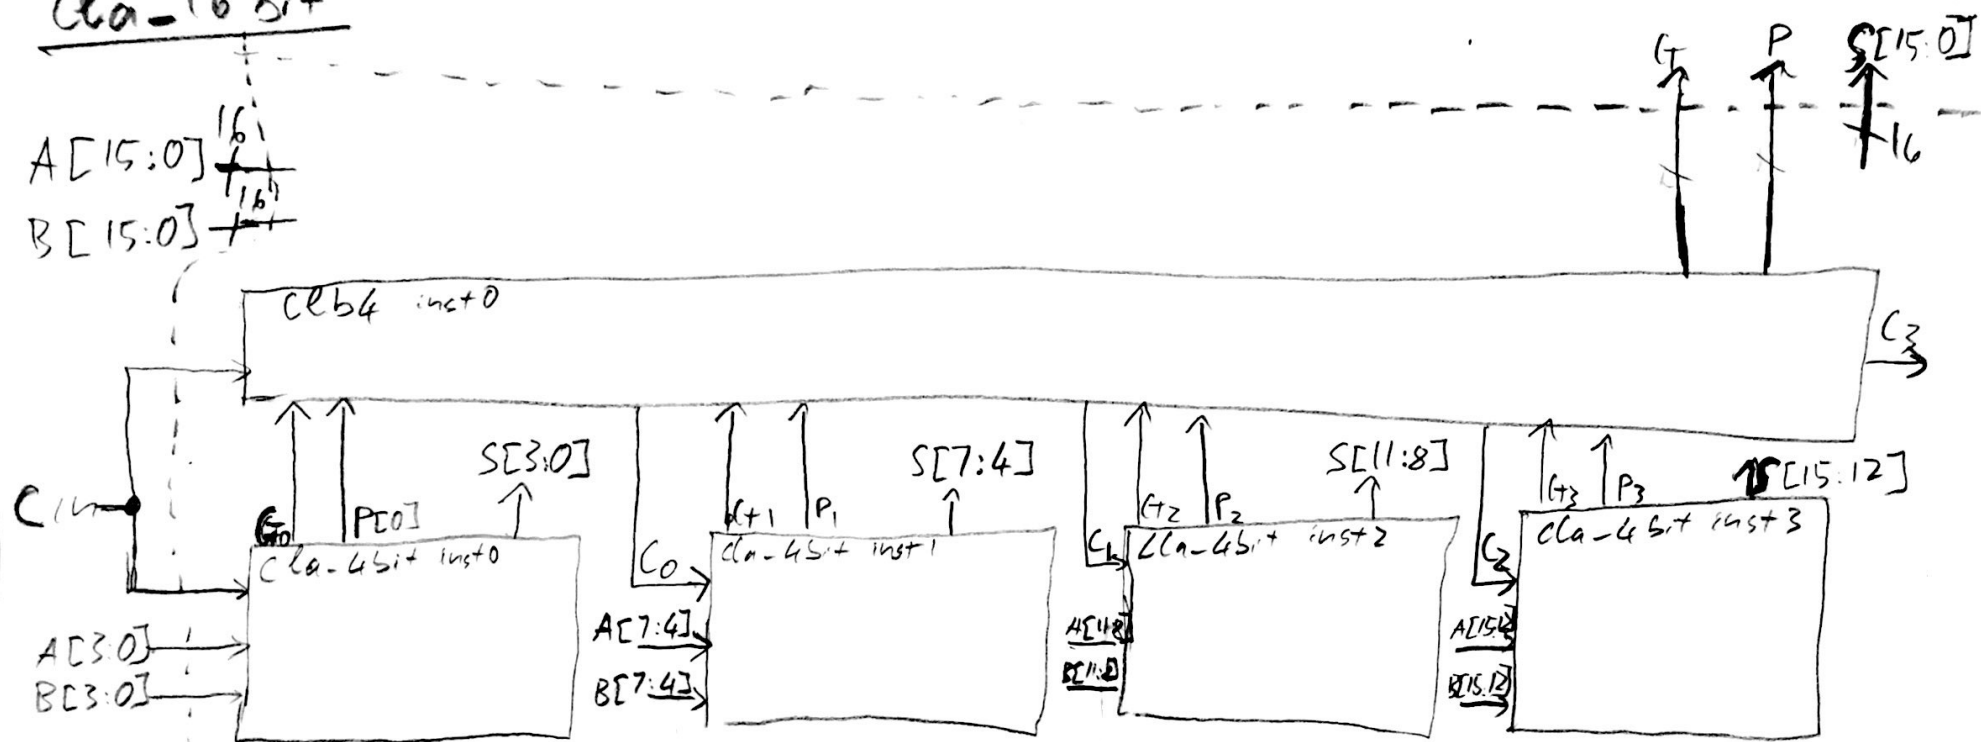 cla-16bit
G P S[15:0]
16
A[15:0] 16
16
B[15:0]
clb4 inst0
C3
S[3:0] S[7:4] S[11:8] S[15:12]
Cin
G0 P[0] G1 P1 G2 P2 G3 P3
cla-4bit inst0 C0 cla-4bit inst1 C1 cla-4bit inst2 C2 cla-4bit inst3
A[3:0] A[7:4] A[11:8] A[15:12]
B[3:0] B[7:4] B[11:8] B[15:12]